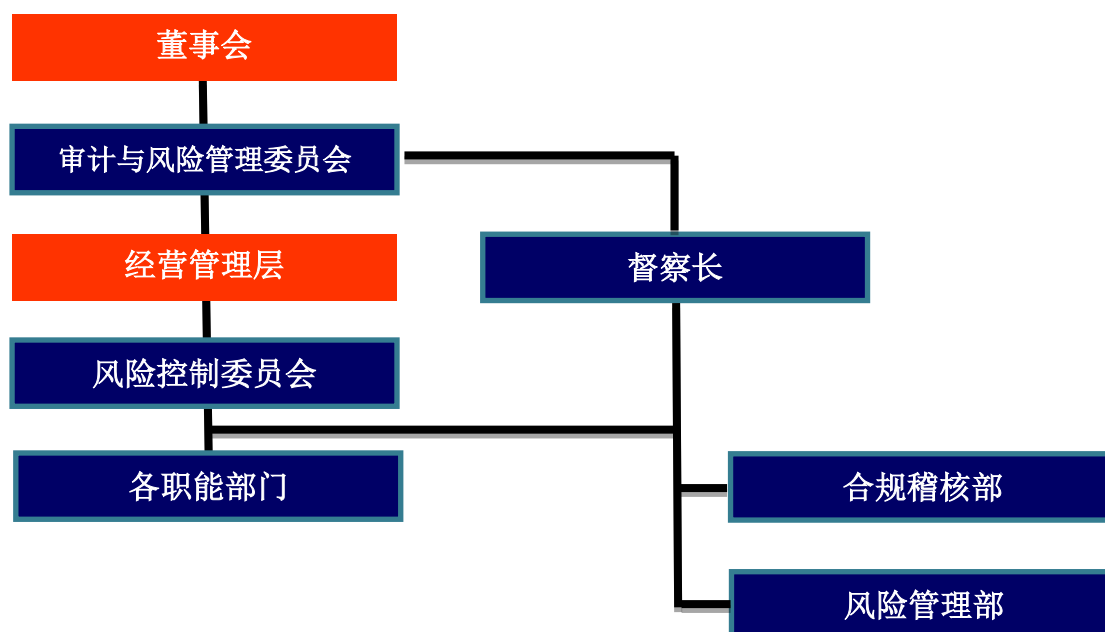 董事会
审计与风险管理委员会
经营管理层
督察长
风险控制委员会
各职能部门
合规稽核部
风险管理部